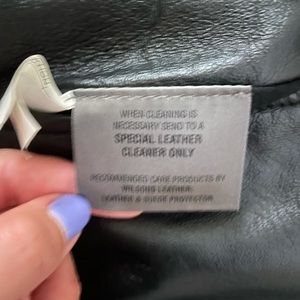 WHEN CLEANING IS
NECESSARY SEND TO A
SPECIAL LEATHER
CLEANER ONLY
RECOMMENDED CARE PRODUCTS BY
WILSONS LEATHER:
LEATHER & SUEDE PROTECTOR.